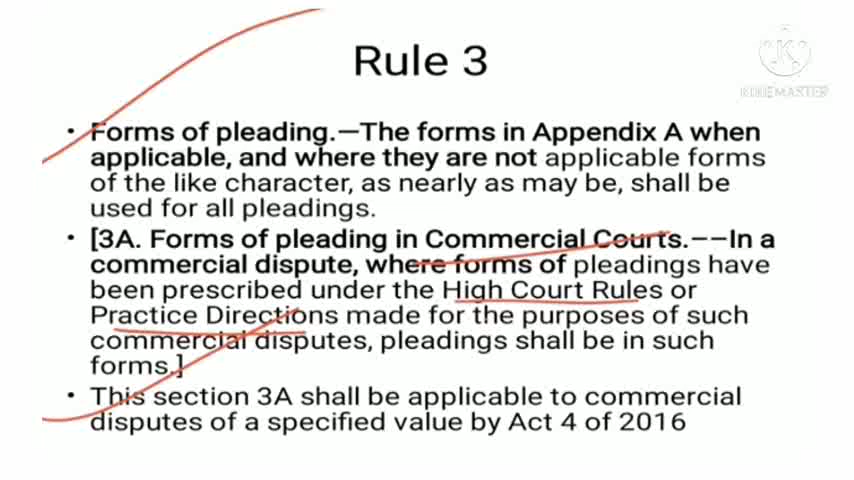 Rule 3
KINEMASTER
• Forms of pleading.—The forms in Appendix A when
applicable, and where they are not applicable forms
of the like character, as nearly as may be, shall be
used for all pleadings.
• [3A. Forms of pleading in Commercial Courts.––In a
commercial dispute, where forms of pleadings have
been prescribed under the High Court Rules or
Practice Directions made for the purposes of such
commercial disputes, pleadings shall be in such
forms.]
• This section 3A shall be applicable to commercial
disputes of a specified value by Act 4 of 2016